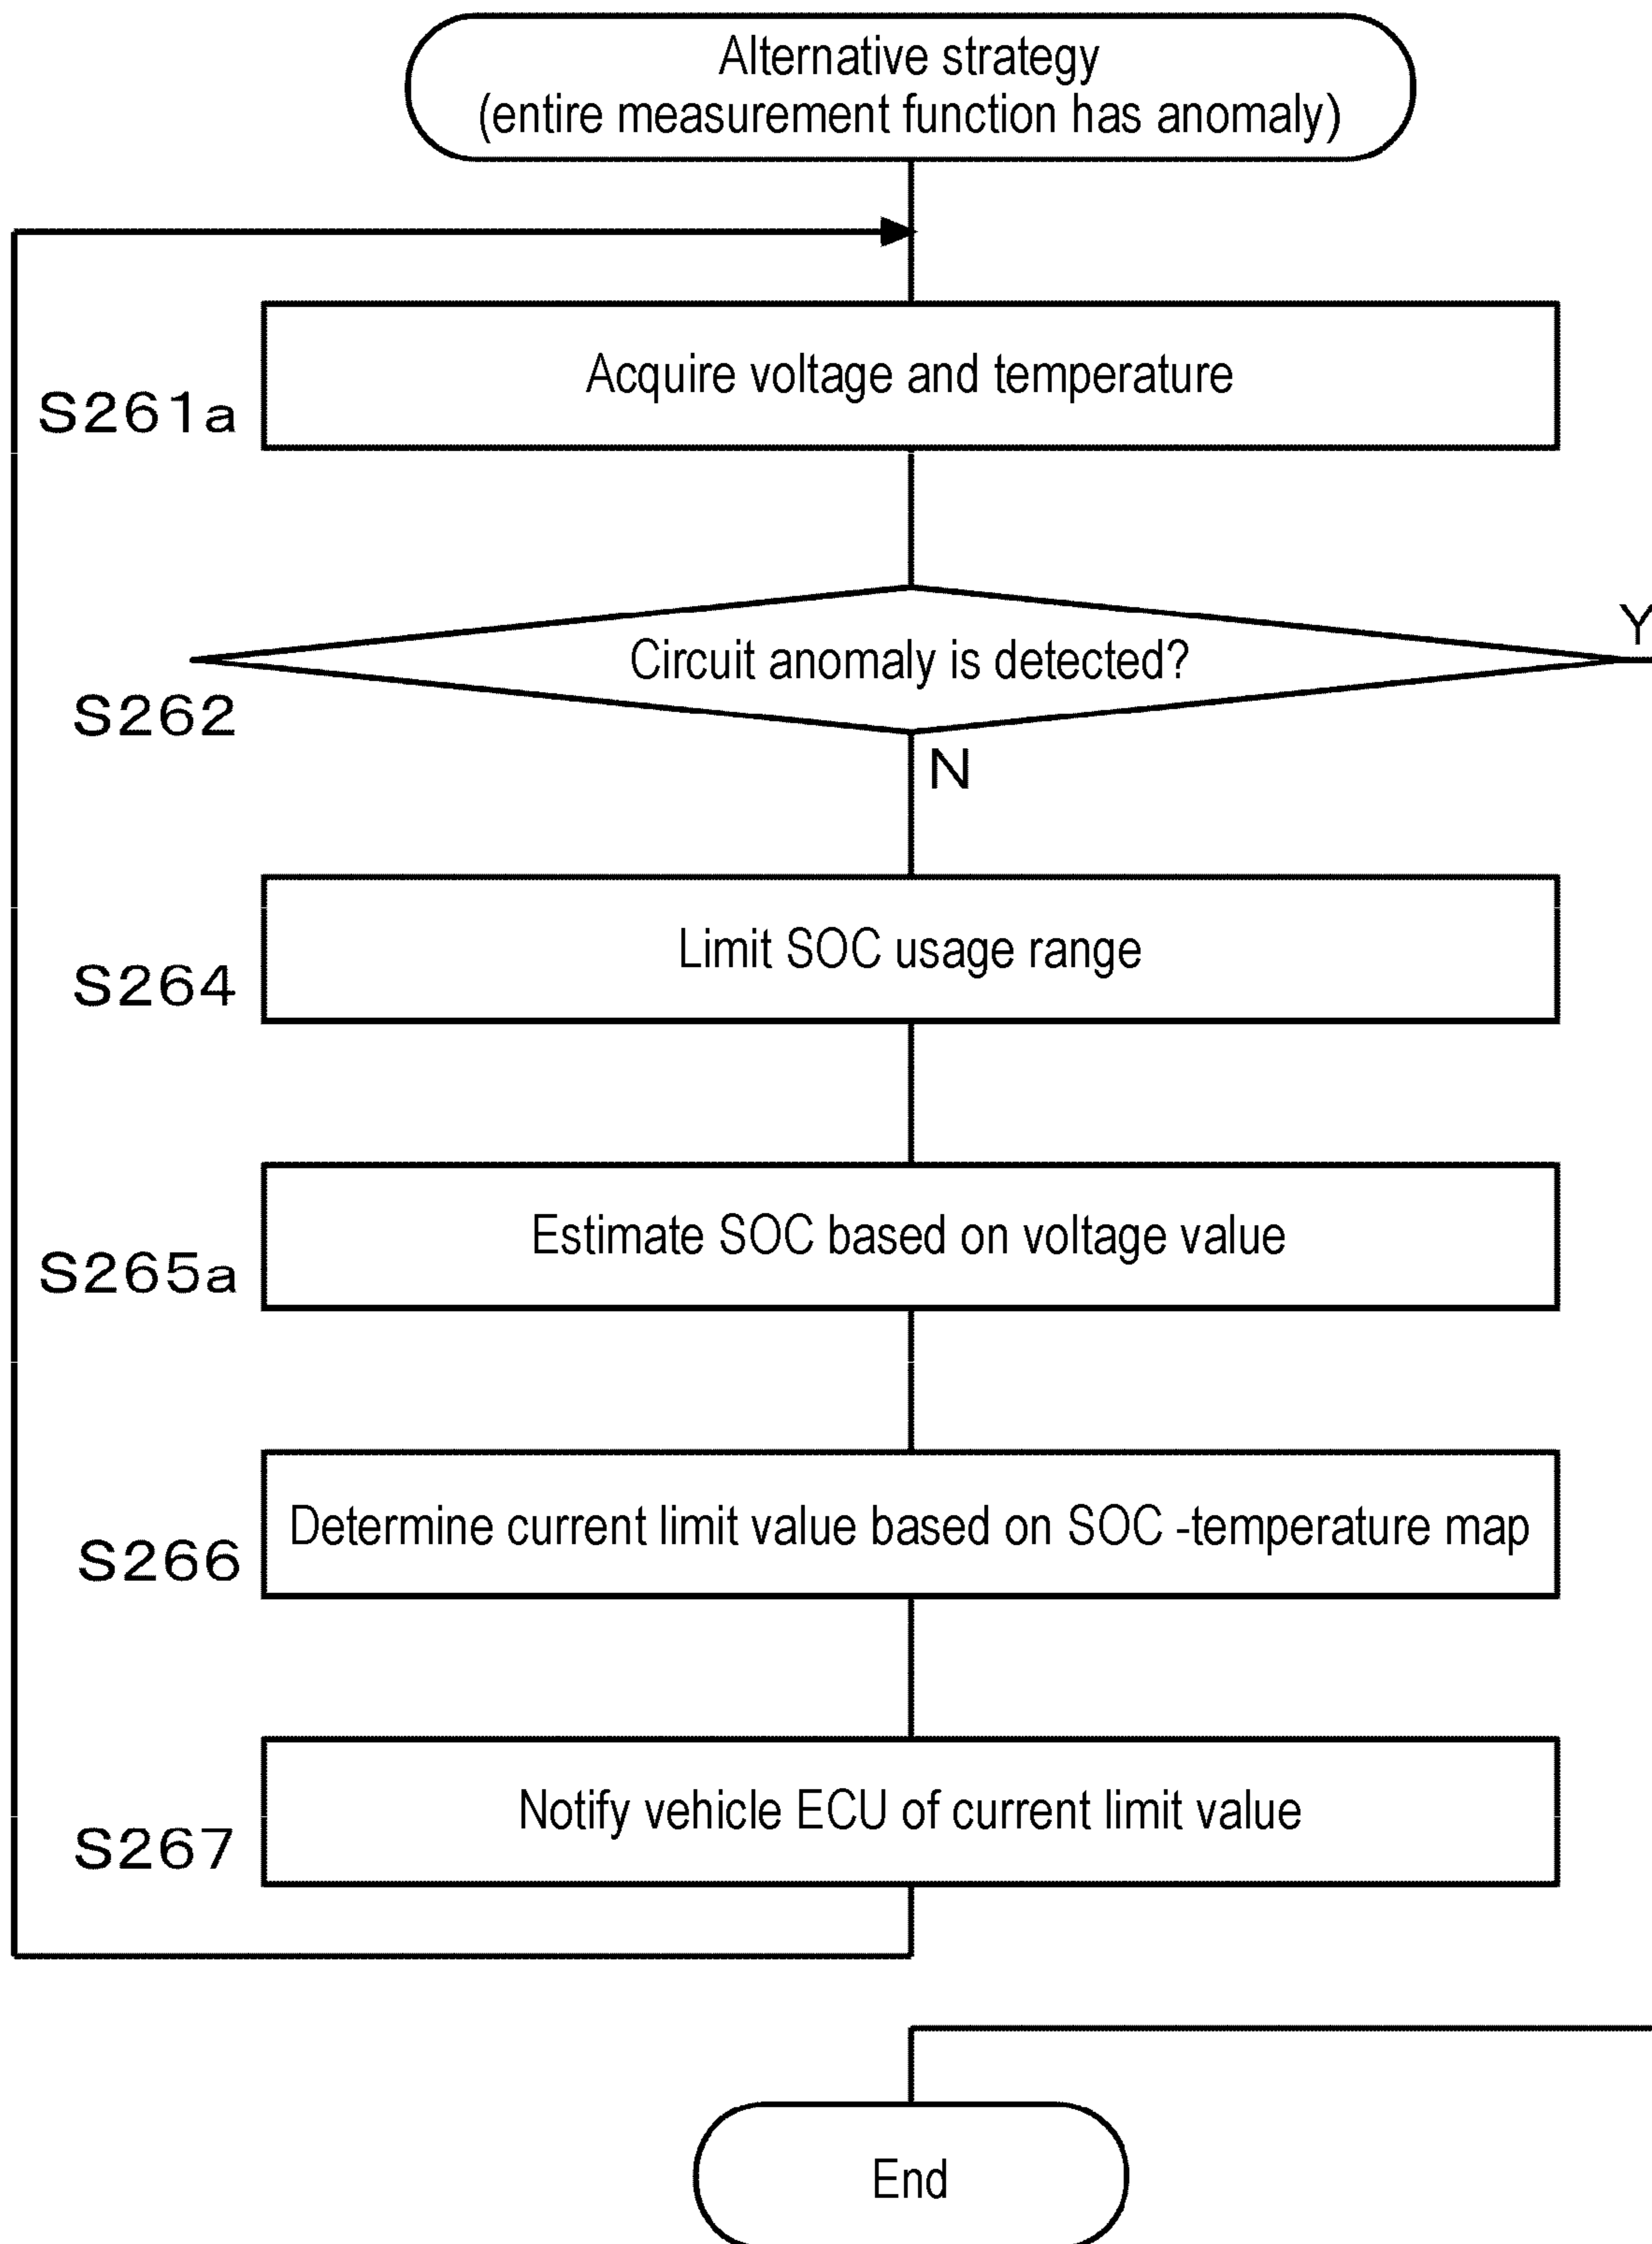 Alternative strategy
(entire measurement function has anomaly)
S261a
Acquire voltage and temperature
S262
Circuit anomaly is detected?
Y
N
S264
Limit SOC usage range
S265a
Estimate SOC based on voltage value
S266
Determine current limit value based on SOC -temperature map
S267
Notify vehicle ECU of current limit value
End